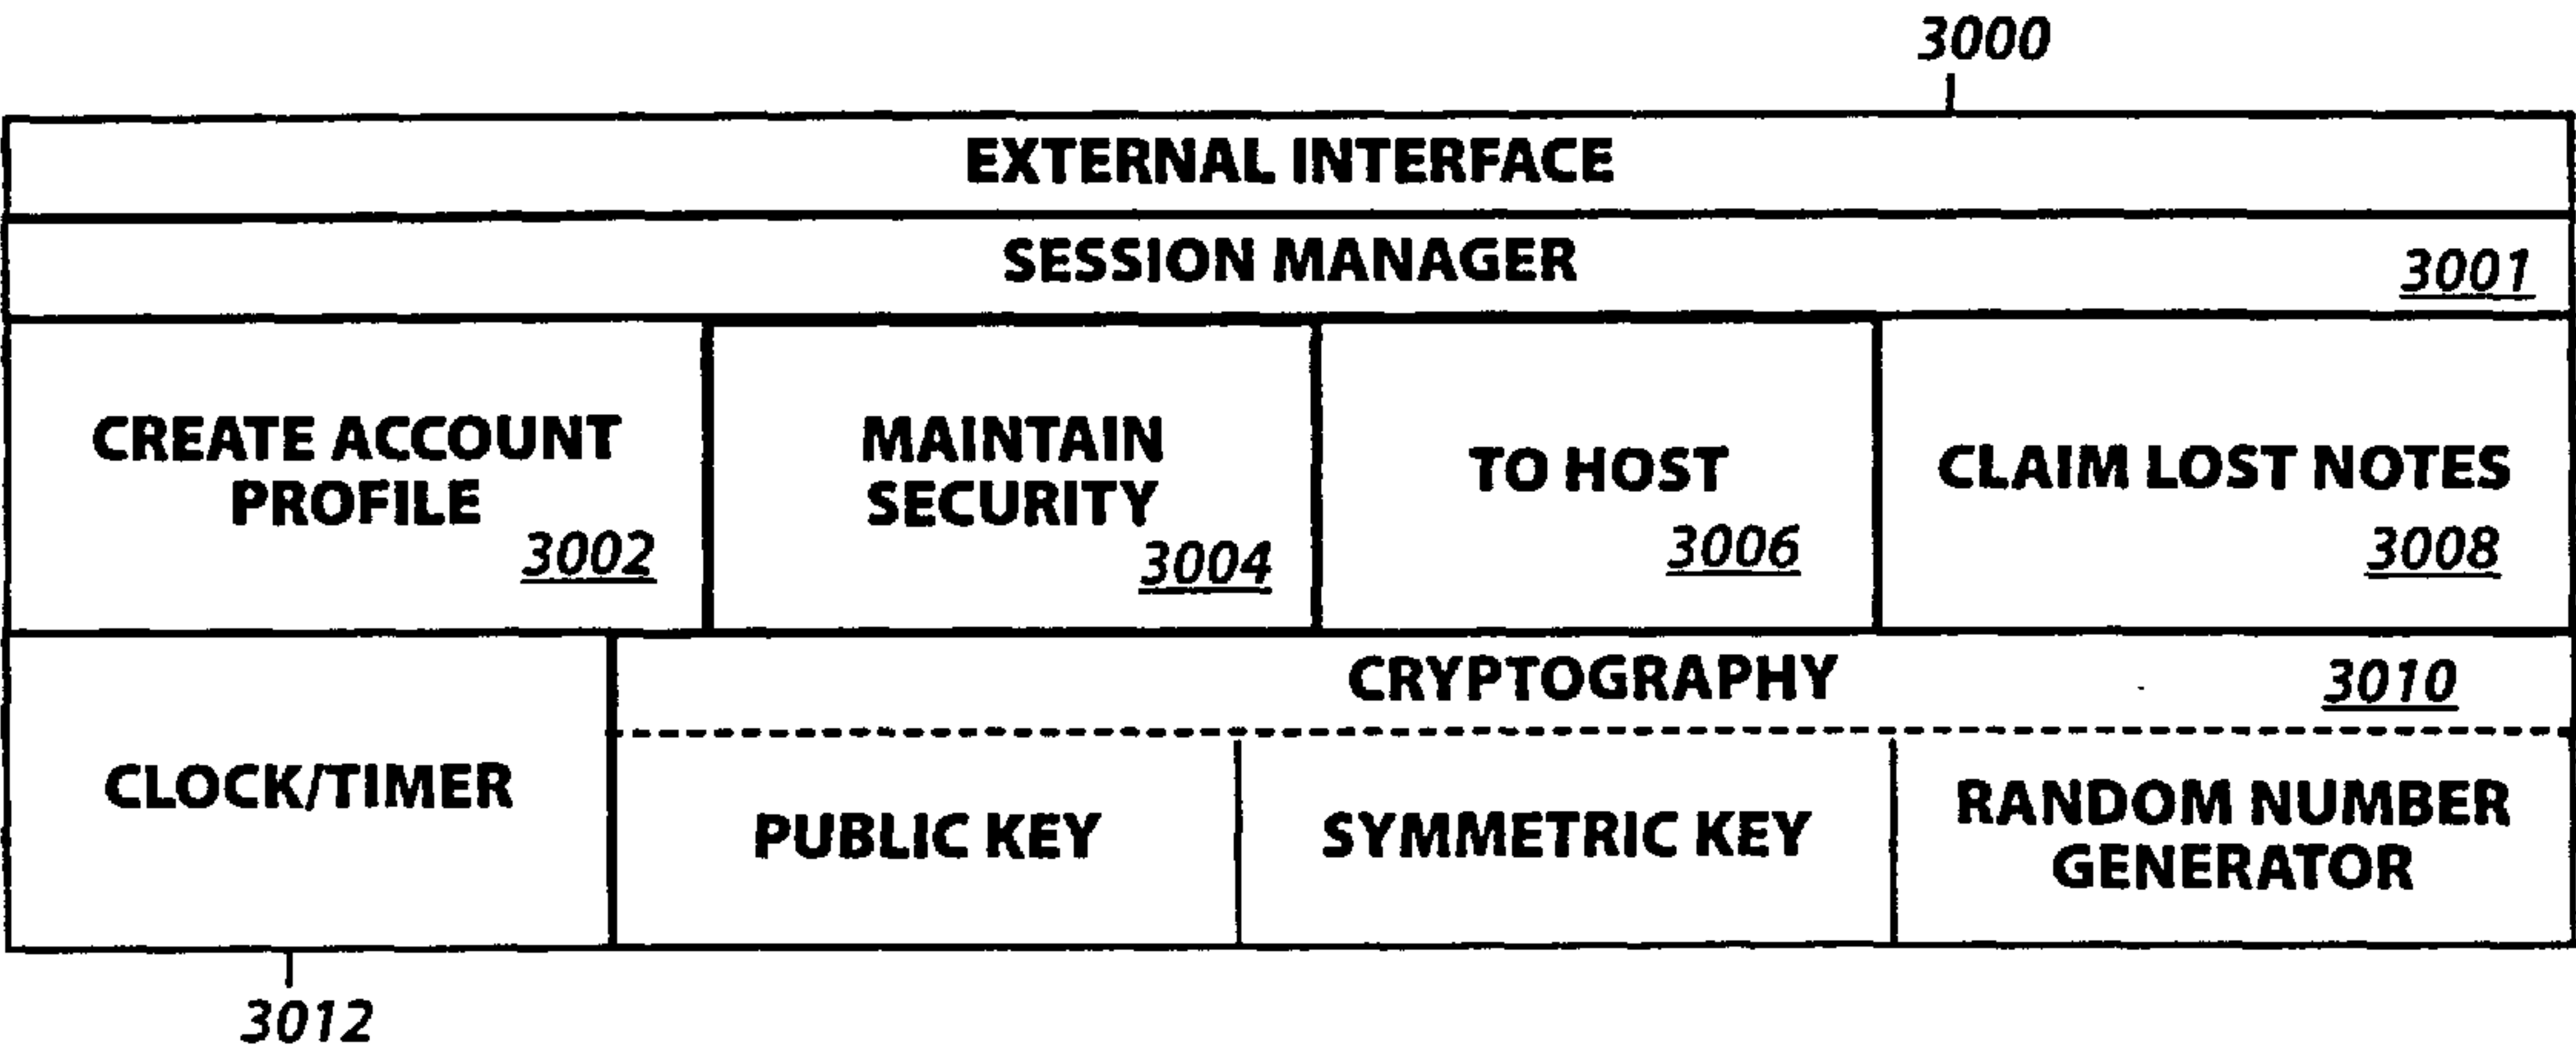 3000
EXTERNAL INTERFACE
SESSION MANAGER
3001
CREATE ACCOUNT
PROFILE
3002
MAINTAIN
SECURITY
3004
TO HOST
3006
CLAIM LOST NOTES
3008
CRYPTOGRAPHY
3010
CLOCK/TIMER
PUBLIC KEY
SYMMETRIC KEY
RANDOM NUMBER
GENERATOR
3012